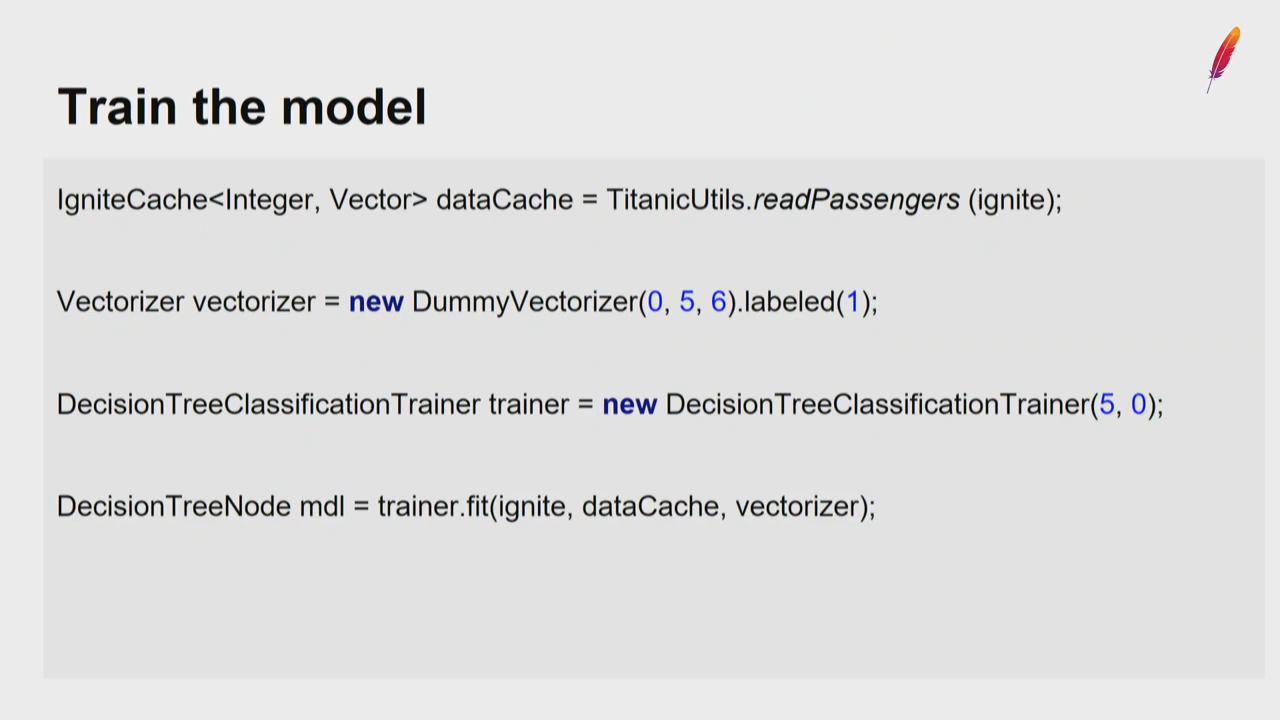 Train the model
IgniteCache<Integer, Vector> dataCache = TitanicUtils.readPassengers (ignite);
Vectorizer vectorizer = new DummyVectorizer(0, 5, 6).labeled(1);
DecisionTreeClassificationTrainer trainer = new DecisionTreeClassificationTrainer(5, 0);
DecisionTreeNode mdl = trainer.fit(ignite, dataCache, vectorizer);